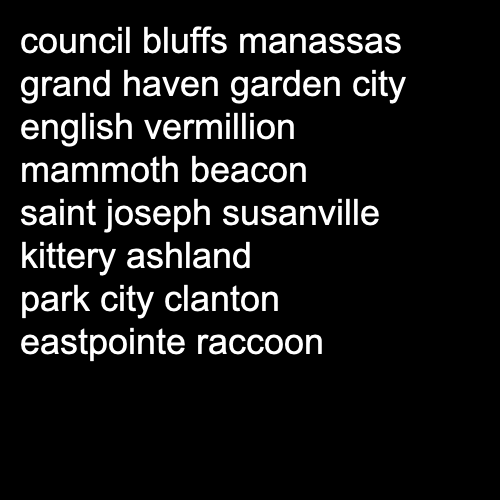 council bluffs manassas
grand haven garden city
english vermillion
mammoth beacon
saint joseph susanville
kittery ashland
park city clanton
eastpointe raccoon